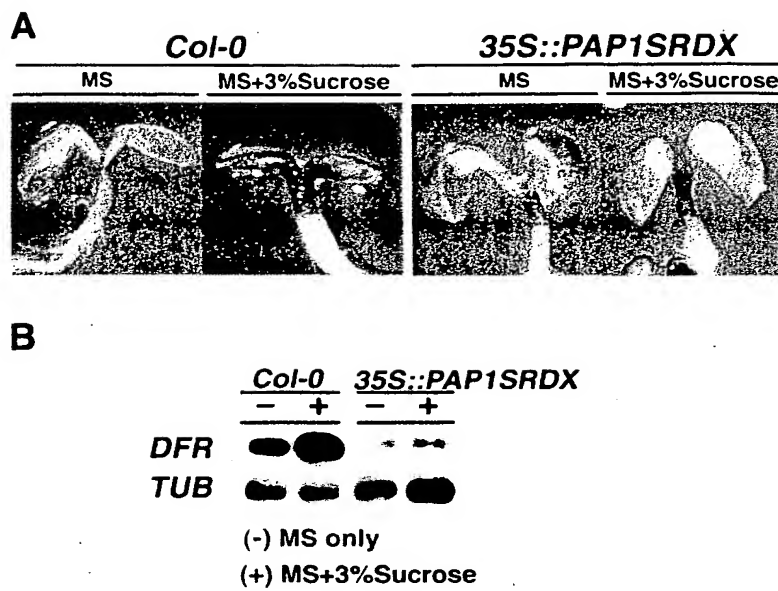 A
Col-0 35S::PAP1SRDX
MS MS+3%Sucrose MS MS+3%Sucrose
B
Col-0 35S::PAP1SRDX
− + − +
DFR
TUB
(-) MS only
(+) MS+3%Sucrose